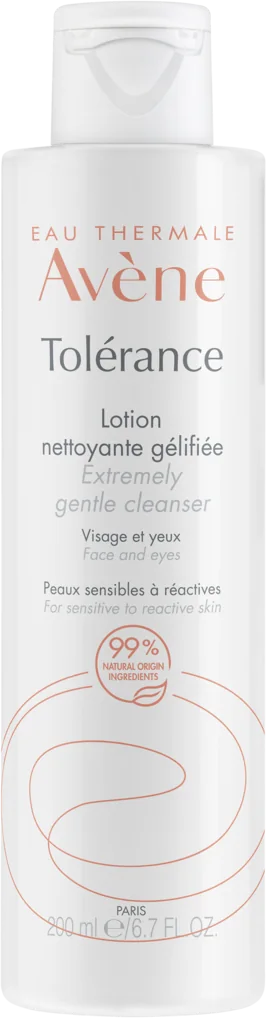 EAU THERMALE
Avène
Tolérance
Lotion
nettoyante gélifiée
Extremely
gentle cleanser
Visage et yeux
Face and eyes
Peaux sensibles à réactives
For sensitive to reactive skin
99%
NATURAL ORIGIN
INGREDIENTS
PARIS
200 ml ℮/6.7 FL.OZ.